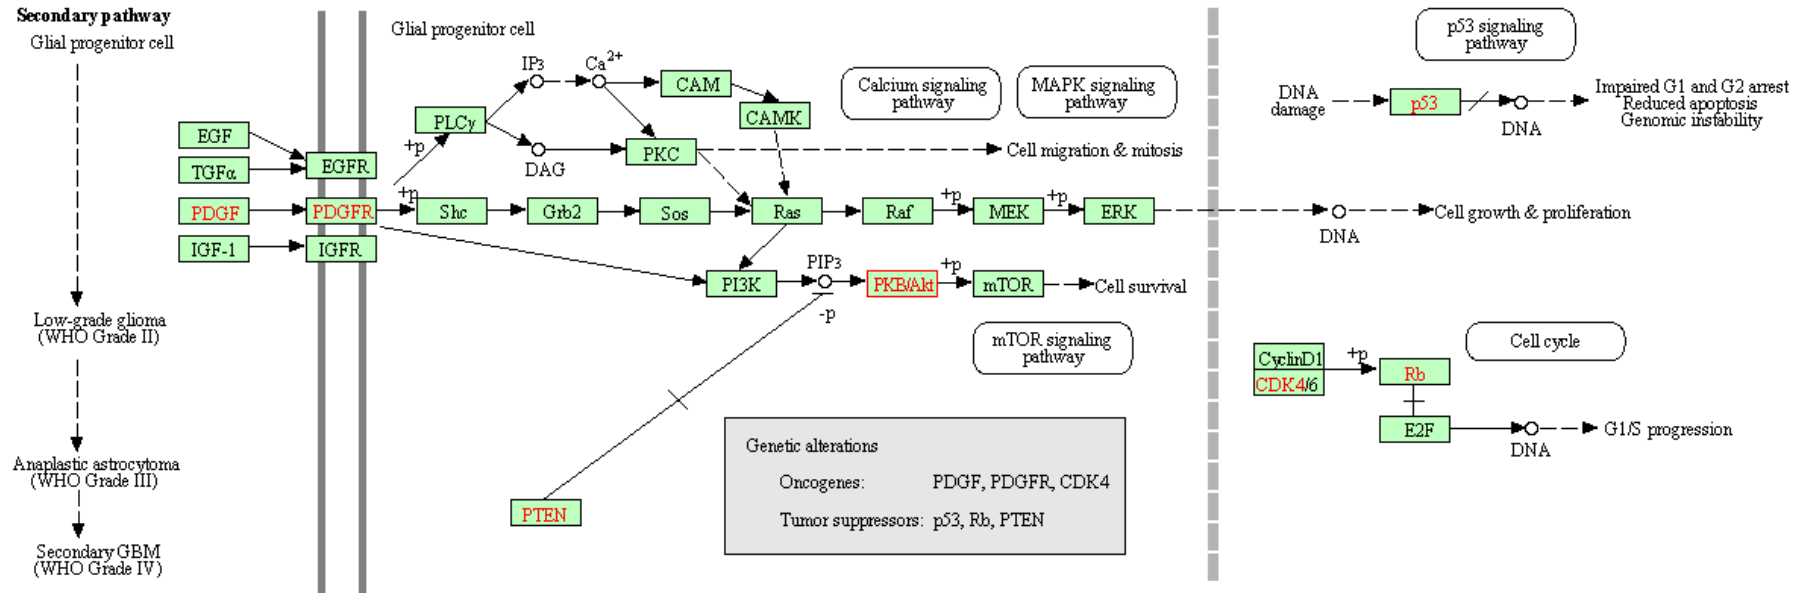 Secondary pathway
Glial progenitor cell
Low-grade glioma
(WHO Grade II)
Anaplastic astrocytoma
(WHO Grade III)
Secondary GBM
(WHO Grade IV)
EGF
TGFα
PDGF
IGF-1
EGFR
PDGFR
IGFR
Glial progenitor cell
+p
PLCγ
IP3
Ca2+
CAM
CAMK
DAG
PKC
Cell migration & mitosis
Calcium signaling
pathway
MAPK signaling
pathway
+p
Shc
Grb2
Sos
Ras
Raf
+p
MEK
+p
ERK
DNA
Cell growth & proliferation
PI3K
PIP3
-p
PKB/Akt
+p
mTOR
Cell survival
mTOR signaling
pathway
PTEN
Genetic alterations
Oncogenes: PDGF, PDGFR, CDK4
Tumor suppressors: p53, Rb, PTEN
p53 signaling
pathway
DNA
damage
p53
DNA
Impaired G1 and G2 arrest
Reduced apoptosis
Genomic instability
Cell cycle
CyclinD1
CDK4/6
+p
Rb
E2F
DNA
G1/S progression